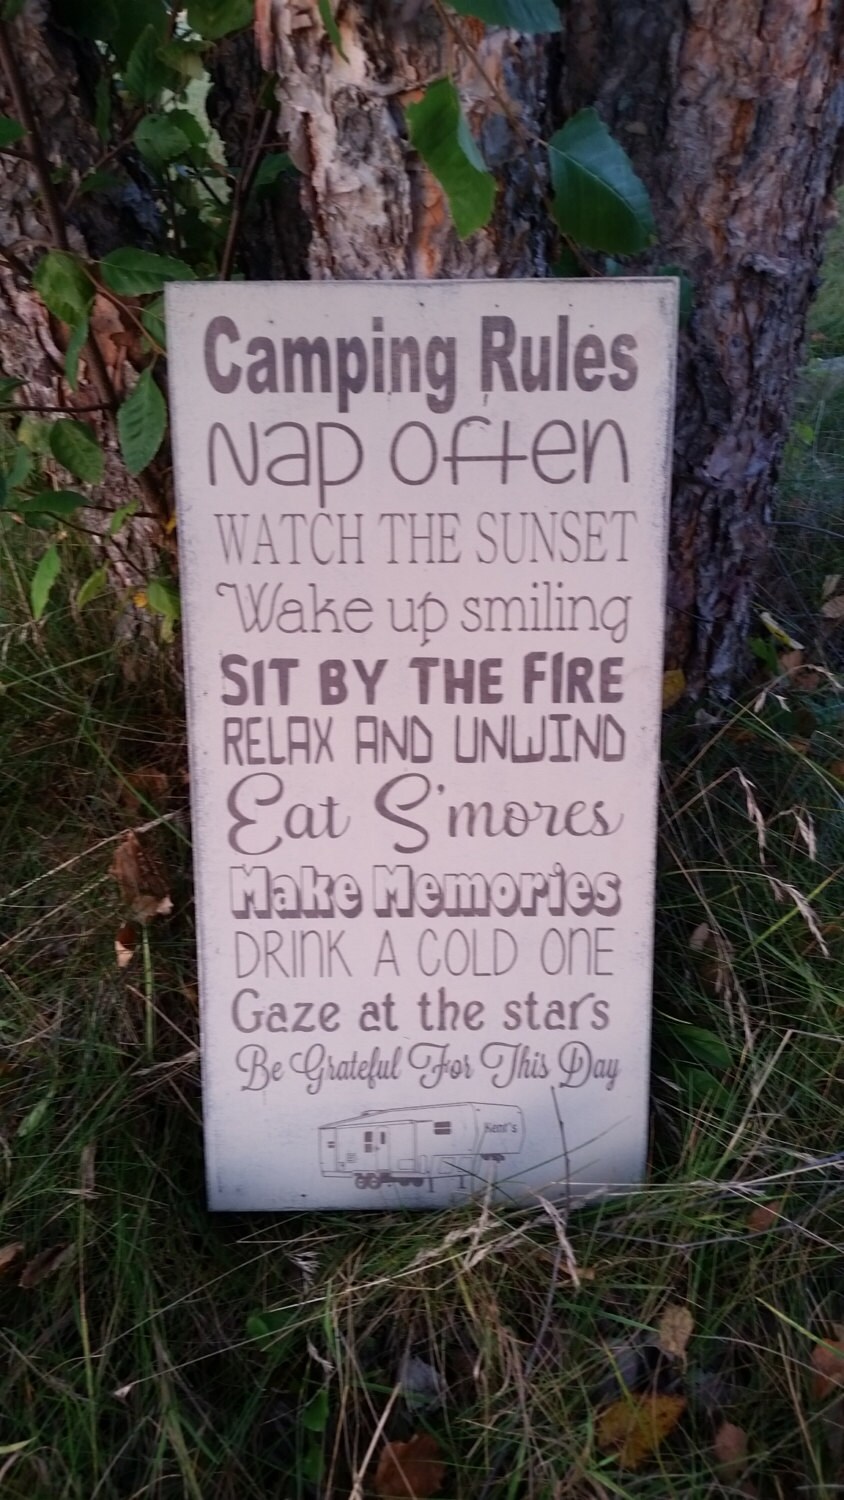 Camping Rules
Nap often
WATCH THE SUNSET
Wake up smiling
SIT BY THE FIRE
RELAX AND UNWIND
Eat S'mores
Make Memories
DRINK A COLD ONE
Gaze at the stars
Be Grateful For This Day
Kent's